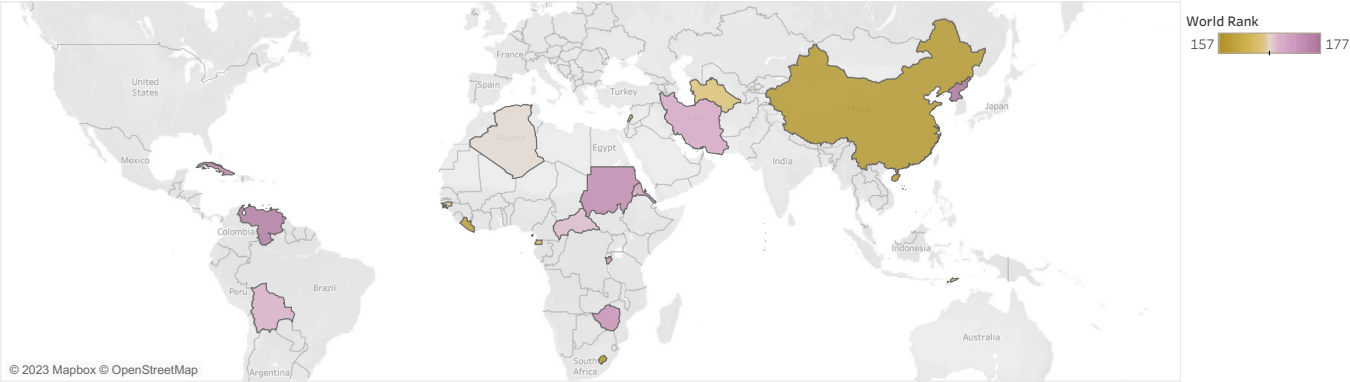 World Rank
157 177
United
States
Mexico
Colombia
Peru
Brazil
Argentina
France
Spain
Turkey
Algeria
Egypt
Iran
China
Japan
India
Indonesia
South
Africa
Australia
© 2023 Mapbox © OpenStreetMap